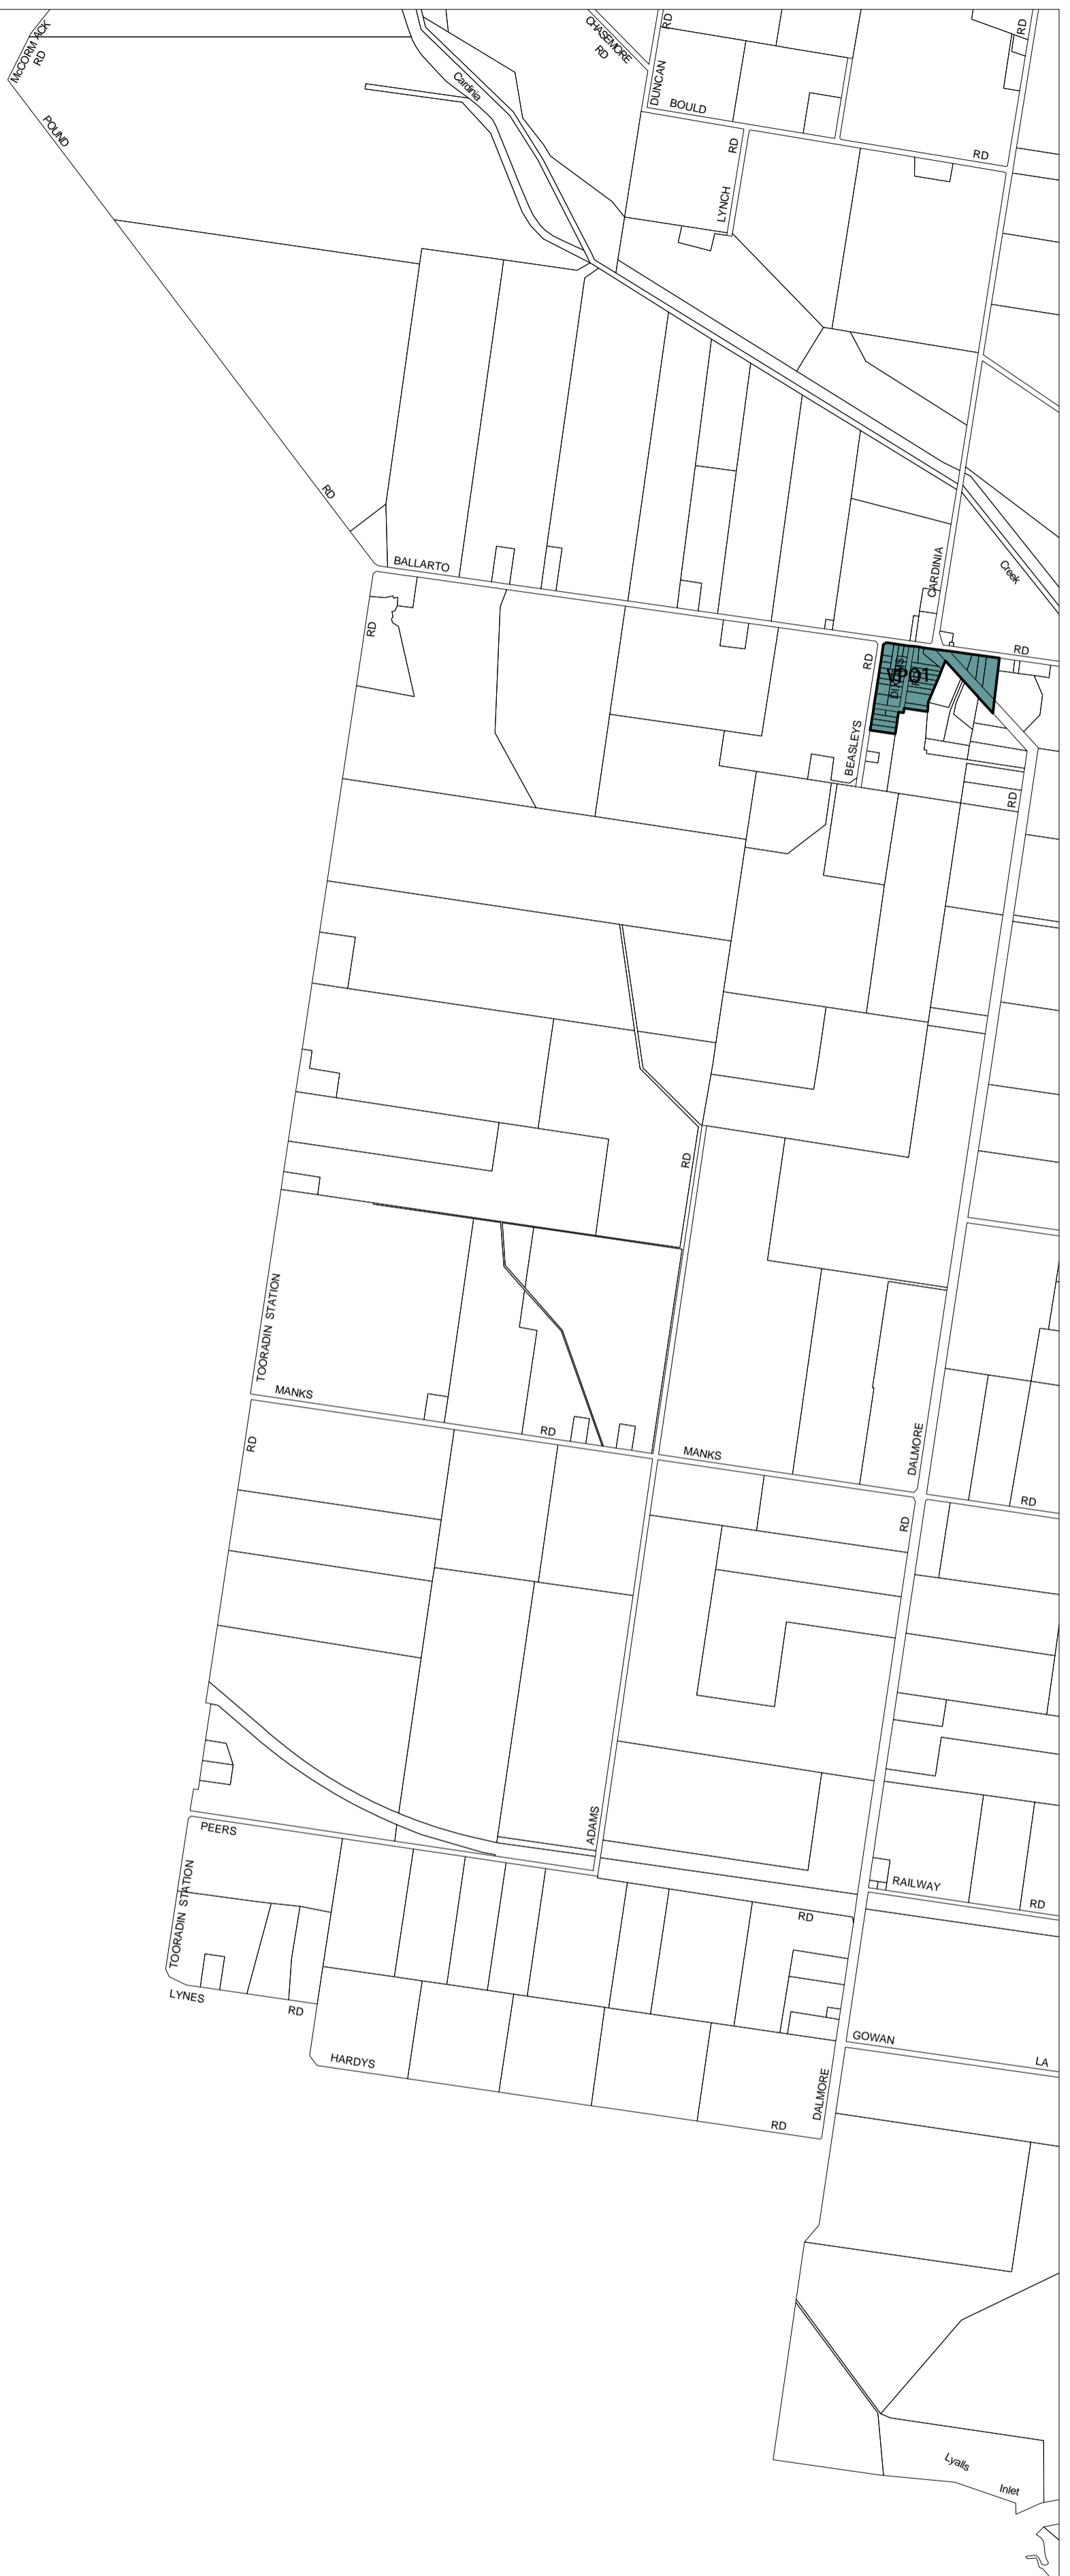 McCORM ACK
RD
CHASEMORE
RD
RD
RD
POUND
Cardinia
DUNCAN
BOULD
RD
RD
LYNCH
RD
BALLARTO
CARDINIA
Creek
RD
RD
RD
VPO1
BEASLEYS
RD
RD
TOORADIN STATION
MANKS
RD
MANKS
DALMORE
RD
RD
RD
ADAMS
PEERS
RAILWAY
RD
RD
TOORADIN STATION
LYNES
RD
HARDYS
GOWAN
LA
DALMORE
RD
Lyalls
Inlet